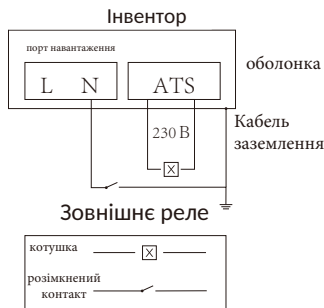 Інвентор
порт навантаження
оболонка
L N ATS
230 В
Кабель
заземлення
Зовнішнє реле
котушка
розімкнений
контакт